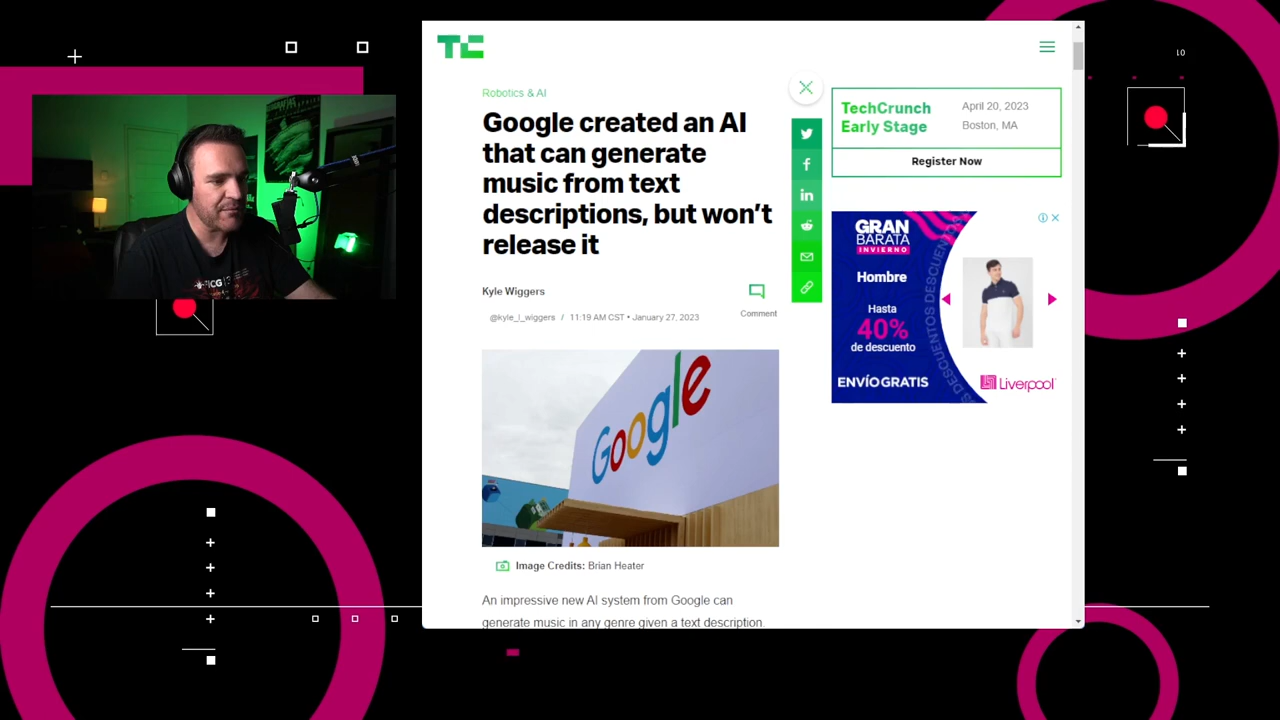 TC
Robotics & AI
Google created an AI
that can generate
music from text
descriptions, but won’t
release it
Kyle Wiggers
@kyle_l_wiggers / 11:19 AM CST • January 27, 2023
Comment
Google
Image Credits: Brian Heater
An impressive new AI system from Google can
generate music in any genre given a text description.
TechCrunch
Early Stage
April 20, 2023
Boston, MA
Register Now
GRAN
BARATA
INVIERNO
Hombre
Hasta
40%
de descuento
ENVÍO GRATIS
Liverpool